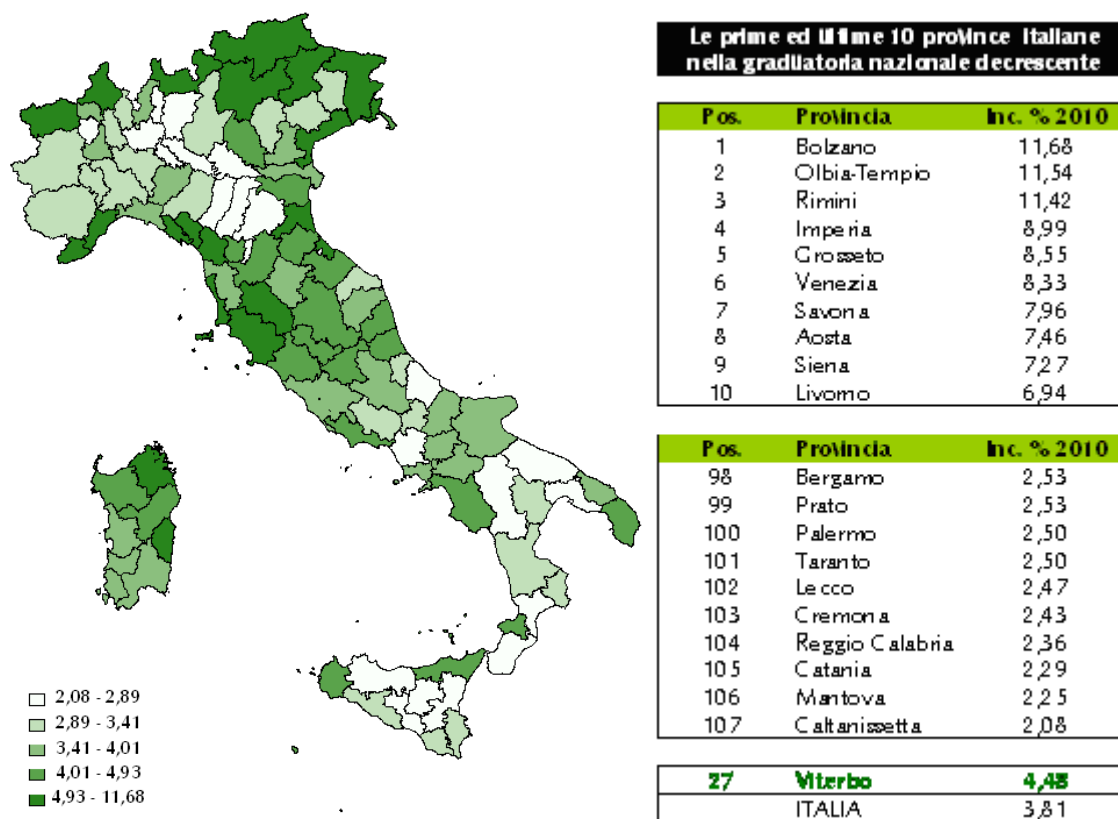 Le prime ed ultime 10 province italiane
nella graduatoria nazionale decrescente
Pos. Provincia Inc. % 2010
1 Bolzano 11,68
2 Olbia-Tempio 11,54
3 Rimini 11,42
4 Imperia 8,99
5 Grosseto 8,55
6 Venezia 8,33
7 Savona 7,96
8 Aosta 7,46
9 Siena 7,27
10 Livorno 6,94
Pos. Provincia Inc. % 2010
98 Bergamo 2,53
99 Prato 2,53
100 Palermo 2,50
101 Taranto 2,50
102 Lecco 2,47
103 Cremona 2,43
104 Reggio Calabria 2,36
105 Catania 2,29
106 Mantova 2,25
107 Caltanissetta 2,08
27 Viterbo 4,48
ITALIA 3,81
2,08 - 2,89
2,89 - 3,41
3,41 - 4,01
4,01 - 4,93
4,93 - 11,68